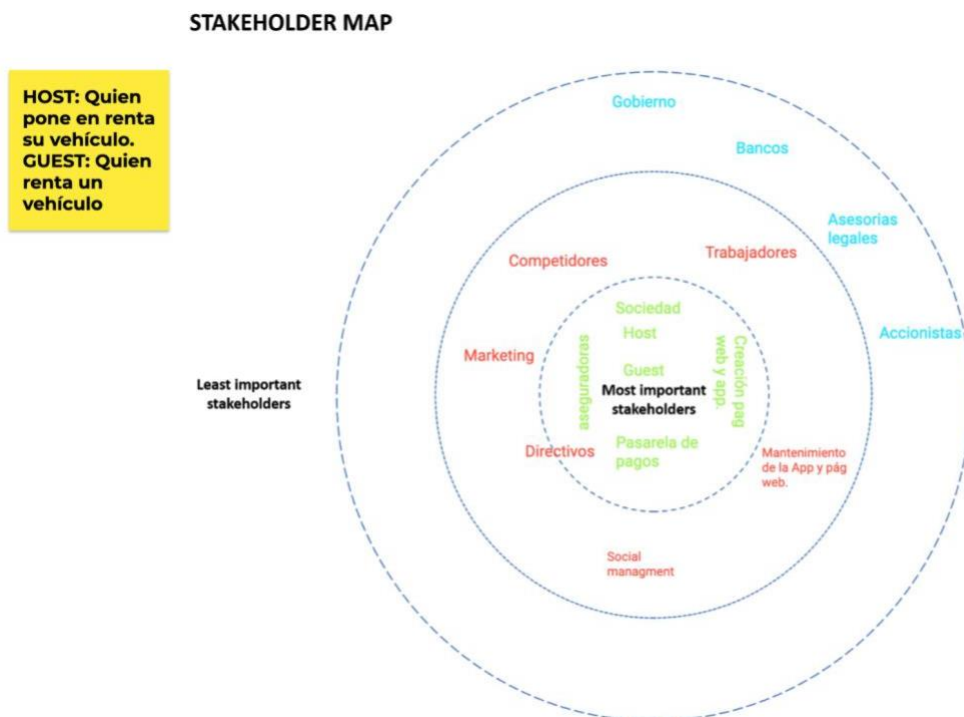 STAKEHOLDER MAP
HOST: Quien
pone en renta
su vehículo.
GUEST: Quien
renta un
vehículo
Gobierno
Bancos
Asesorias
legales
Accionistas
Competidores
Trabajadores
Marketing
Directivos
Mantenimiento
de la App y pág
web.
Social
managment
Sociedad
Host
Guest
aseguradoras
Creación pag
web y app.
Most important
stakeholders
Pasarela de
pagos
Least important
stakeholders